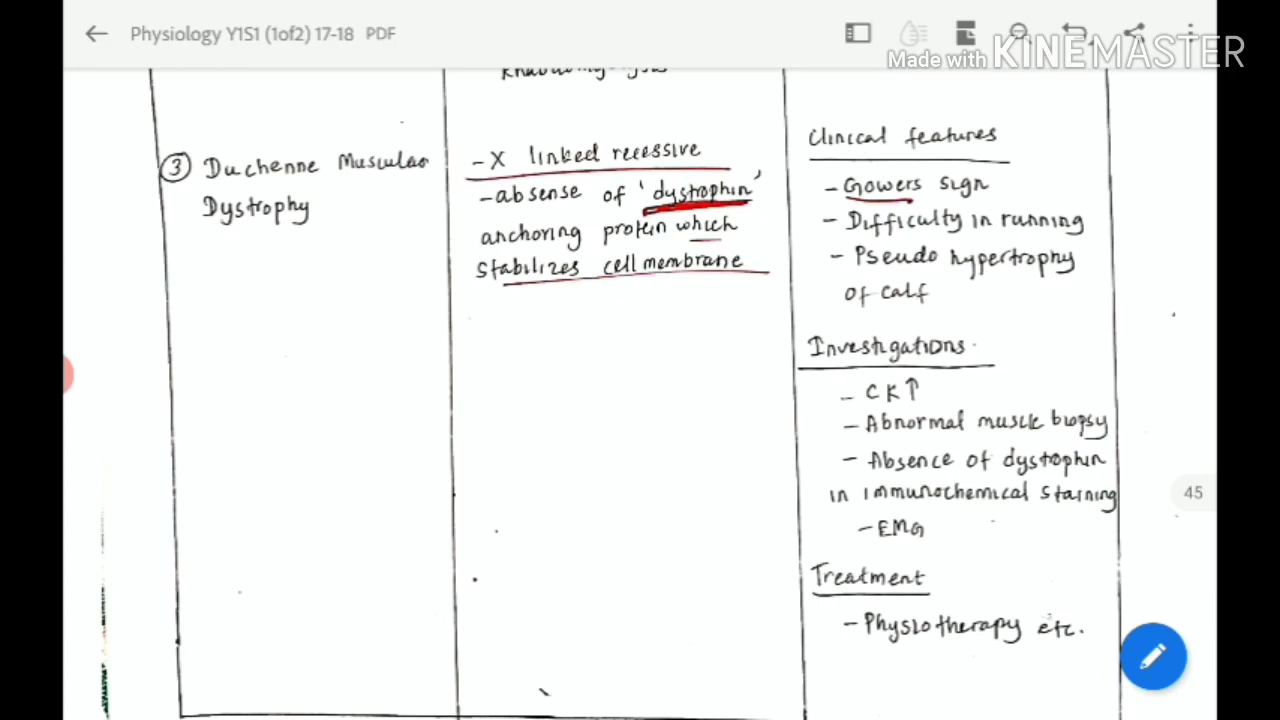 Physiology Y1S1 (1of2) 17-18 PDF
Made with KINEMASTER
③ Duchenne Muscular
Dystrophy
- X linked recessive
- absense of 'dystrophin'
anchoring protein which
stabilizes cell membrane
Clinical features
- Gowers sign
- Difficulty in running
- Pseudo hypertrophy
of calf
Investigations
- CK↑
- Abnormal muscle biopsy
- Absence of dystrophin
in immunochemical staining
- EMG
Treatment
- Physiotherapy etc.
45